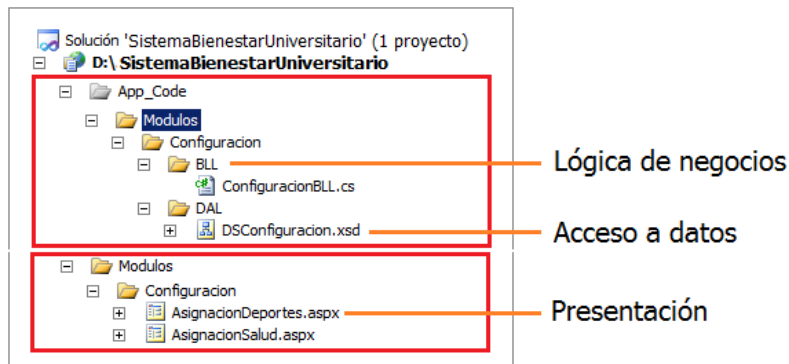 Solución 'SistemaBienestarUniversitario' (1 proyecto)
D:\ SistemaBienestarUniversitario
App_Code
Modulos
Configuracion
BLL
Lógica de negocios
ConfiguracionBLL.cs
DAL
DSConfiguracion.xsd
Acceso a datos
Modulos
Configuracion
AsignacionDeportes.aspx
Presentación
AsignacionSalud.aspx